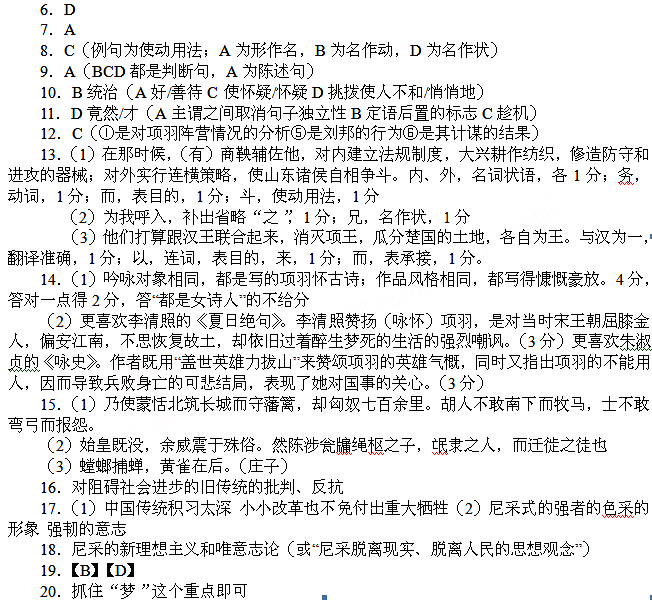 6．D
7．A
8．C（例句为使动用法；A 为形作名，B 为名作动，D 为名作状）
9．A（BCD 都是判断句，A 为陈述句）
10．B 统治（A 好/善待 C 使怀疑/怀疑 D 挑拨使人不和/悄悄地）
11．D 竟然/才（A 主谓之间取消句子独立性 B 定语后置的标志 C 趁机）
12．C（①是对项羽阵营情况的分析⑤是刘邦的行为⑥是其计谋的结果）
13．（1）在那时候，（有）商鞅辅佐他，对内建立法规制度，大兴耕作纺织，修造防守和
进攻的器械；对外实行连横策略，使山东诸侯自相争斗。内、外，名词状语，各 1 分；务，
动词，1 分；而，表目的，1 分；斗，使动用法，1 分
（2）为我呼入，补出省略“之 ”，1 分；兄，名作状，1 分
（3）他们打算跟汉王联合起来，消灭项王，瓜分楚国的土地，各自为王。与汉为一，
翻译准确，1 分；以，连词，表目的，来，1 分；而，表承接，1 分。
14．（1）吟咏对象相同，都是写的项羽怀古诗；作品风格相同，都写得慷慨豪放。4 分，
答对一点得 2 分，答“都是女诗人”的不给分
（2）更喜欢李清照的《夏日绝句》。李清照赞扬（咏怀）项羽，是对当时宋王朝屈膝金
人，偏安江南，不思恢复故土，却依旧过着醉生梦死的生活的强烈嘲讽。（3 分）更喜欢朱淑
贞的《咏史》。作者既用“盖世英雄力拔山”来赞颂项羽的英雄气概，同时又指出项羽的不能用
人，因而导致兵败身亡的可悲结局，表现了她对国事的关心。（3 分）
15．（1）乃使蒙恬北筑长城而守藩篱，却匈奴七百余里。胡人不敢南下而牧马，士不敢
弯弓而报怨。
（2）始皇既没，余威震于殊俗。然陈涉瓮牖绳枢之子，氓隶之人，而迁徙之徒也
（3）螳螂捕蝉，黄雀在后。（庄子）
16．对阻碍社会进步的旧传统的批判、反抗
17．（1）中国传统积习太深 小小改革也不免付出重大牺牲（2）尼采式的强者的色采的
形象 强韧的意志
18．尼采的新理想主义和唯意志论（或“尼采脱离现实、脱离人民的思想观念”）
19．【B】【D】
20．抓住“梦 ”这个重点即可